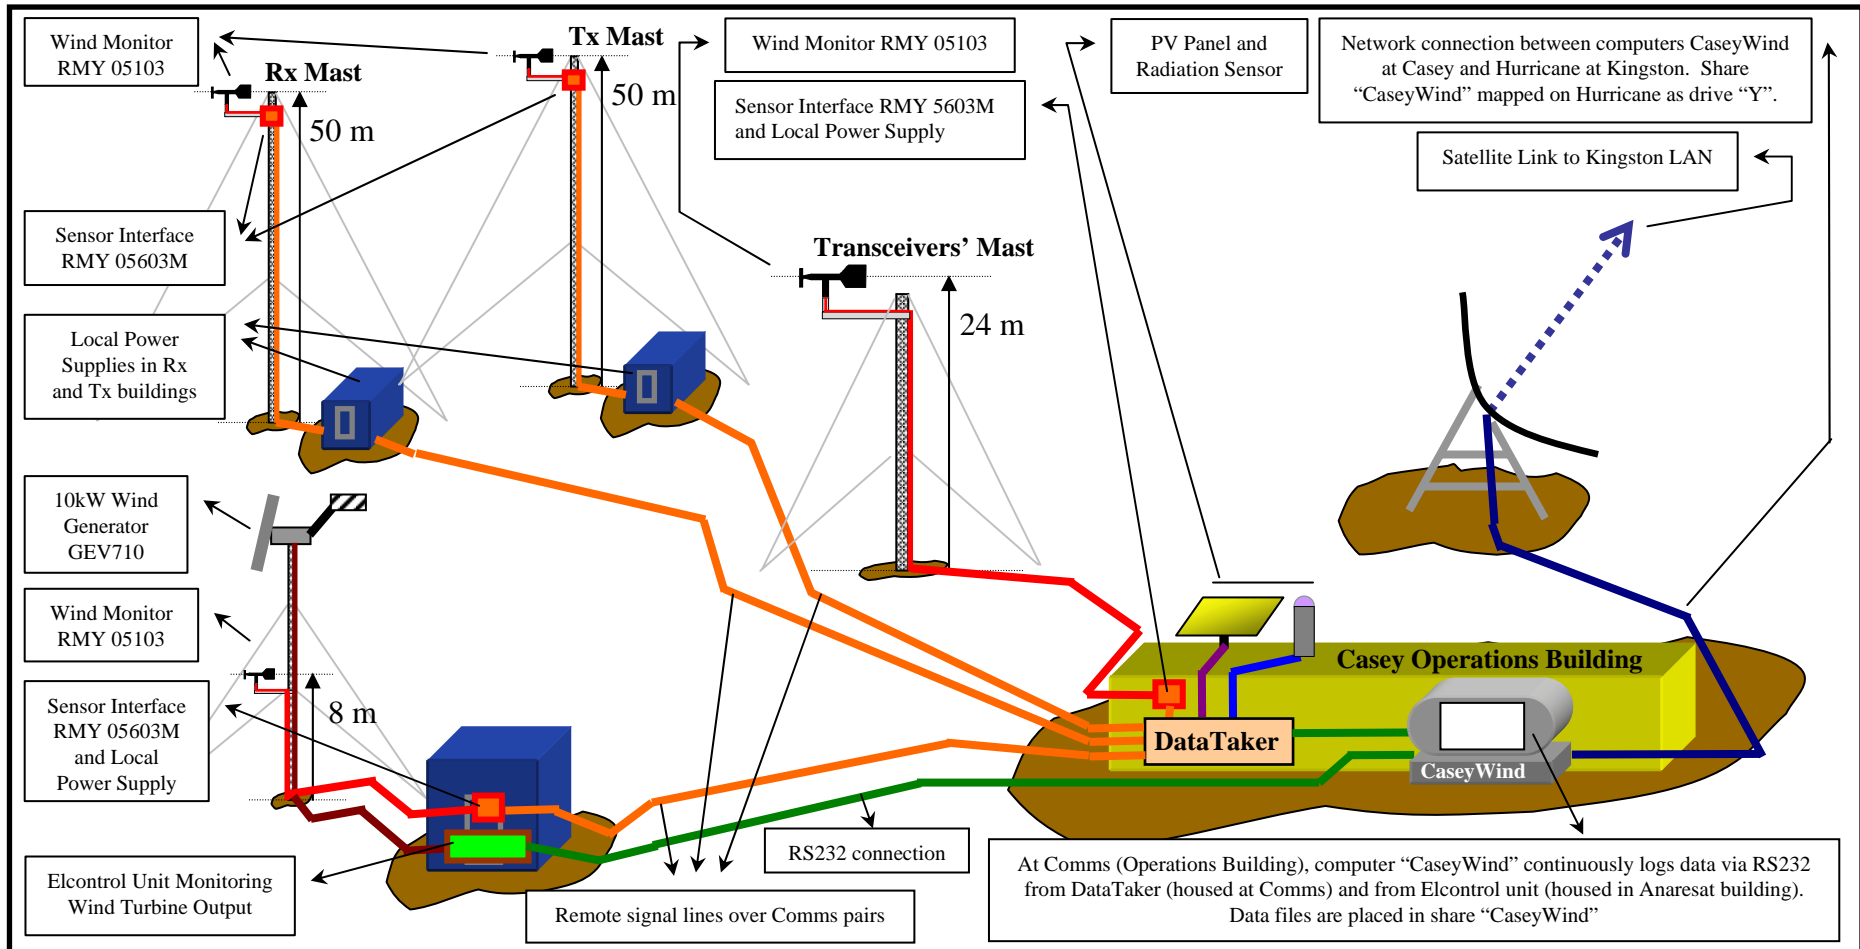 Wind Monitor
RMY 05103
Rx Mast
50 m
Tx Mast
50 m
Wind Monitor RMY 05103
Sensor Interface RMY 5603M
and Local Power Supply
PV Panel and
Radiation Sensor
Network connection between computers CaseyWind
at Casey and Hurricane at Kingston.  Share
“CaseyWind” mapped on Hurricane as drive “Y”.
Satellite Link to Kingston LAN
Sensor Interface
RMY 05603M
Transceivers’ Mast
24 m
Local Power
Supplies in Rx
and Tx buildings
10kW Wind
Generator
GEV710
Wind Monitor
RMY 05103
8 m
Sensor Interface
RMY 05603M
and Local
Power Supply
Casey Operations Building
DataTaker
CaseyWind
Elcontrol Unit Monitoring
Wind Turbine Output
RS232 connection
Remote signal lines over Comms pairs
At Comms (Operations Building), computer “CaseyWind” continuously logs data via RS232
from DataTaker (housed at Comms) and from Elcontrol unit (housed in Anaresat building).
Data files are placed in share “CaseyWind”